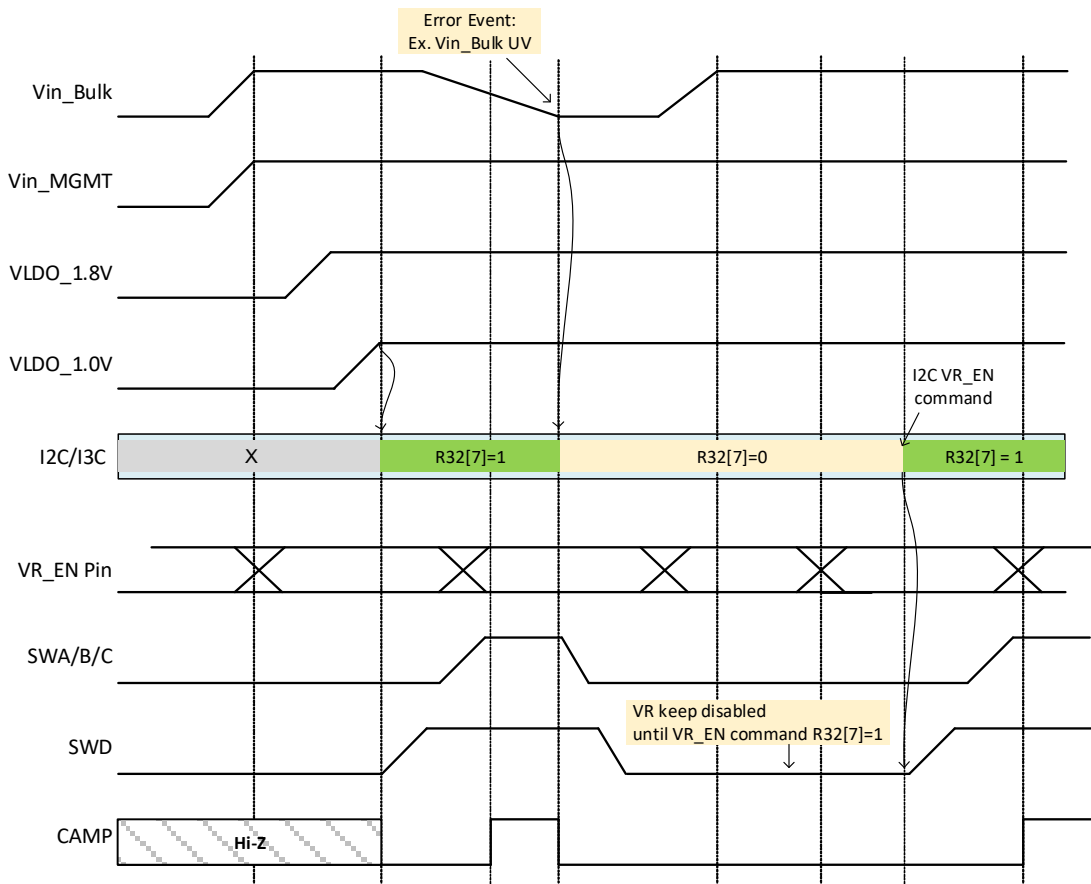 Error Event:
Ex. Vin_Bulk UV
Vin_Bulk
Vin_MGMT
VLDO_1.8V
VLDO_1.0V
I2C VR_EN
command
I2C/I3C
X
R32[7]=1
R32[7]=0
R32[7] = 1
VR_EN Pin
SWA/B/C
VR keep disabled
until VR_EN command R32[7]=1
SWD
CAMP
Hi-Z